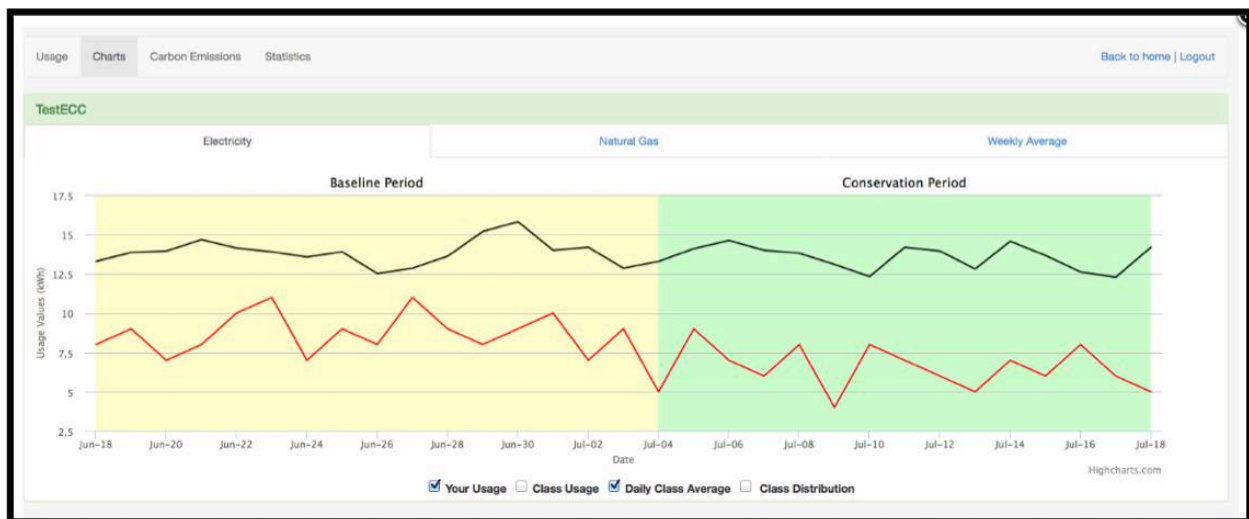 Usage Charts Carbon Emissions Statistics Back to home | Logout
TestECC
Electricity Natural Gas Weekly Average
Baseline Period Conservation Period
17.5
15
12.5
10
7.5
5
2.5
Usage Values (kWh)
Jun-18 Jun-20 Jun-22 Jun-24 Jun-26 Jun-28 Jun-30 Jul-02 Jul-04 Jul-06 Jul-08 Jul-10 Jul-12 Jul-14 Jul-16 Jul-18
Date
Highcharts.com
Your Usage Class Usage Daily Class Average Class Distribution